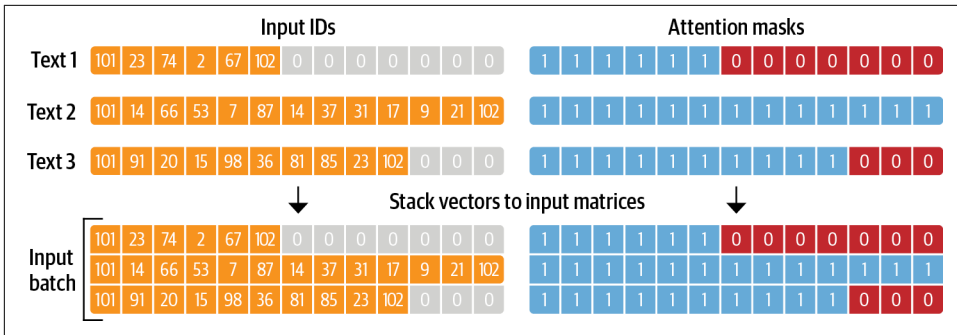 Input IDs Attention masks
Text 1 101 23 74 2 67 102 0 0 0 0 0 0 0 1 1 1 1 1 1 0 0 0 0 0 0 0
Text 2 101 14 66 53 7 87 14 37 31 17 9 21 102 1 1 1 1 1 1 1 1 1 1 1 1 1
Text 3 101 91 20 15 98 36 81 85 23 102 0 0 0 1 1 1 1 1 1 1 1 1 1 0 0 0
Stack vectors to input matrices
Input batch
101 23 74 2 67 102 0 0 0 0 0 0 0 1 1 1 1 1 1 0 0 0 0 0 0 0
101 14 66 53 7 87 14 37 31 17 9 21 102 1 1 1 1 1 1 1 1 1 1 1 1 1
101 91 20 15 98 36 81 85 23 102 0 0 0 1 1 1 1 1 1 1 1 1 1 0 0 0